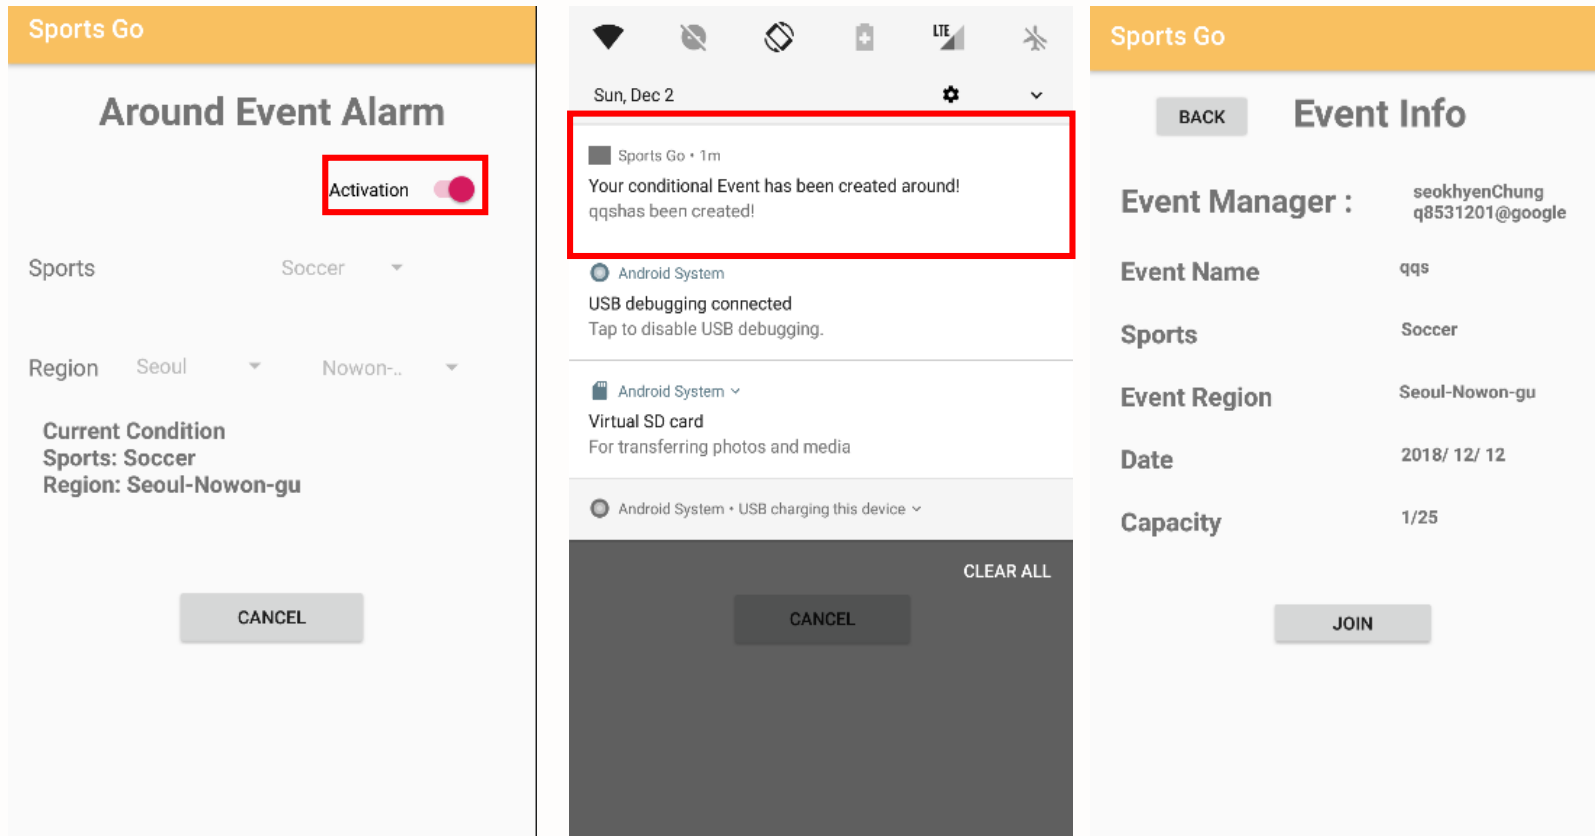 Sports Go
Around Event Alarm
Activation
Sports Soccer
Region Seoul Nowon-..
Current Condition
Sports: Soccer
Region: Seoul-Nowon-gu
CANCEL
LTE
Sun, Dec 2
Sports Go • 1m
Your conditional Event has been created around!
qqshas been created!
Android System
USB debugging connected
Tap to disable USB debugging.
Android System
Virtual SD card
For transferring photos and media
Android System • USB charging this device
CLEAR ALL
CANCEL
Sports Go
BACK Event Info
Event Manager : seokhyenChung
q8531201@google
Event Name qqs
Sports Soccer
Event Region Seoul-Nowon-gu
Date 2018/ 12/ 12
Capacity 1/25
JOIN